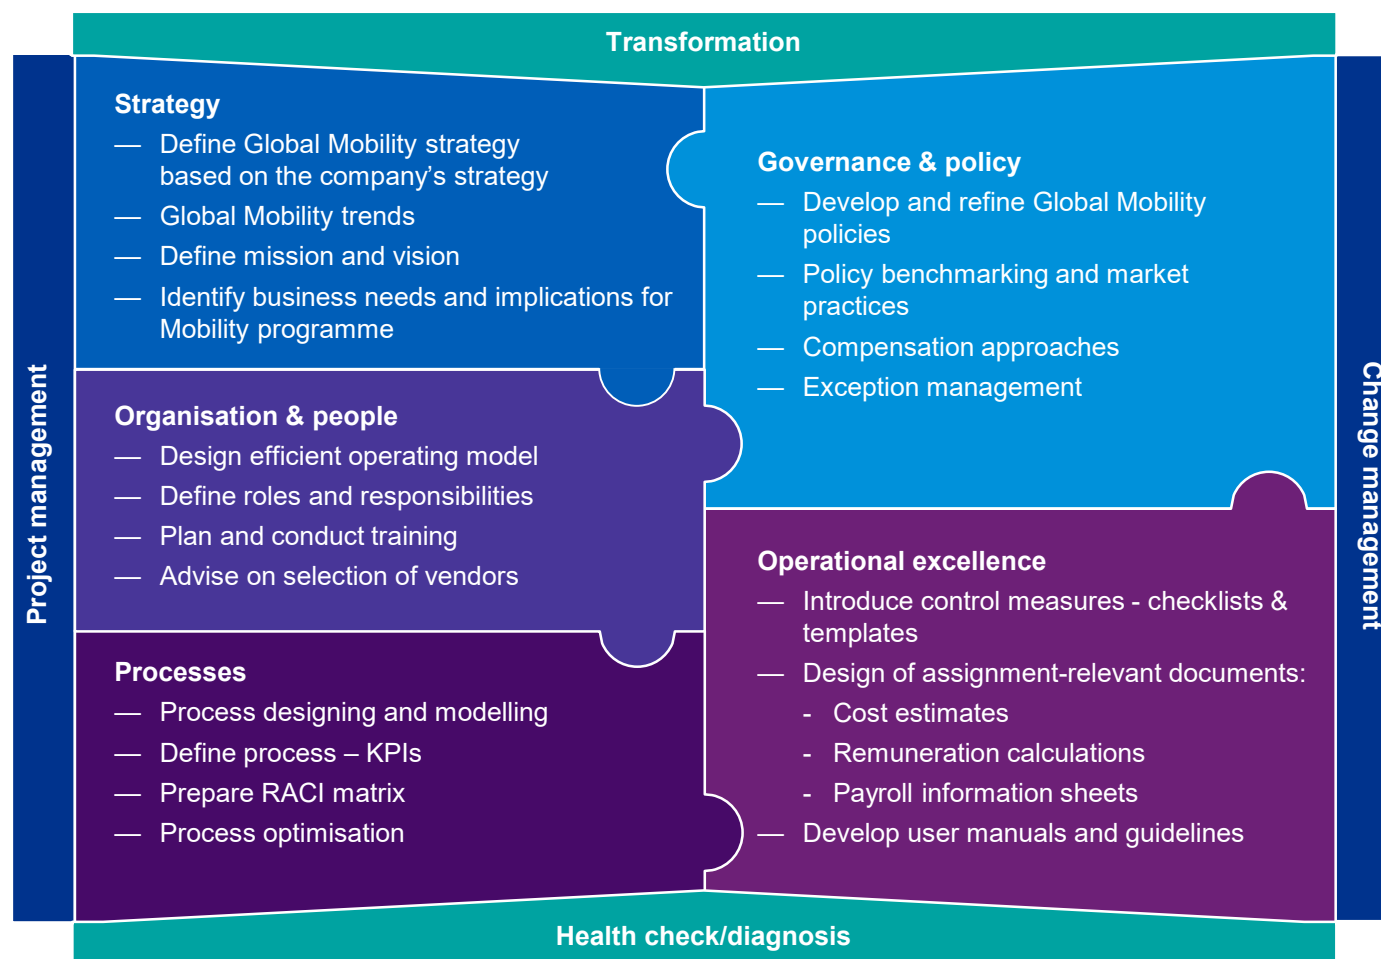 Transformation
Project management
Strategy
— Define Global Mobility strategy
based on the company’s strategy
— Global Mobility trends
— Define mission and vision
— Identify business needs and implications for
Mobility programme
Organisation & people
— Design efficient operating model
— Define roles and responsibilities
— Plan and conduct training
— Advise on selection of vendors
Processes
— Process designing and modelling
— Define process – KPIs
— Prepare RACI matrix
— Process optimisation
Governance & policy
— Develop and refine Global Mobility
policies
— Policy benchmarking and market
practices
— Compensation approaches
— Exception management
Operational excellence
— Introduce control measures - checklists &
templates
— Design of assignment-relevant documents:
- Cost estimates
- Remuneration calculations
- Payroll information sheets
— Develop user manuals and guidelines
Change management
Health check/diagnosis